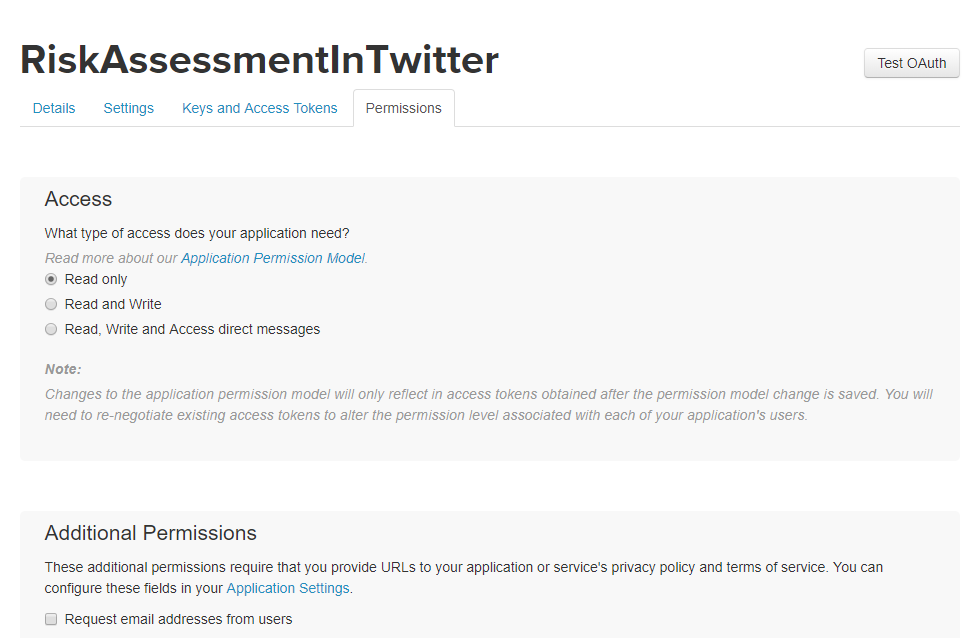 RiskAssessmentInTwitter
Test OAuth
Details Settings Keys and Access Tokens Permissions
Access
What type of access does your application need?
Read more about our Application Permission Model.
Read only
Read and Write
Read, Write and Access direct messages
Note:
Changes to the application permission model will only reflect in access tokens obtained after the permission model change is saved. You will
need to re-negotiate existing access tokens to alter the permission level associated with each of your application's users.
Additional Permissions
These additional permissions require that you provide URLs to your application or service's privacy policy and terms of service. You can
configure these fields in your Application Settings.
Request email addresses from users